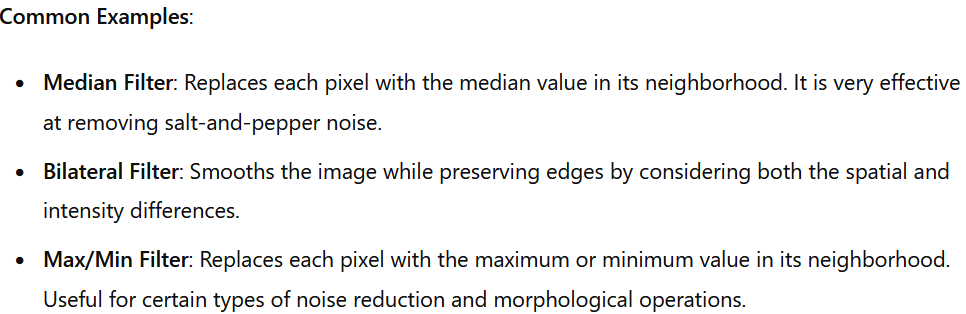 Common Examples:
• Median Filter: Replaces each pixel with the median value in its neighborhood. It is very effective
at removing salt-and-pepper noise.
• Bilateral Filter: Smooths the image while preserving edges by considering both the spatial and
intensity differences.
• Max/Min Filter: Replaces each pixel with the maximum or minimum value in its neighborhood.
Useful for certain types of noise reduction and morphological operations.